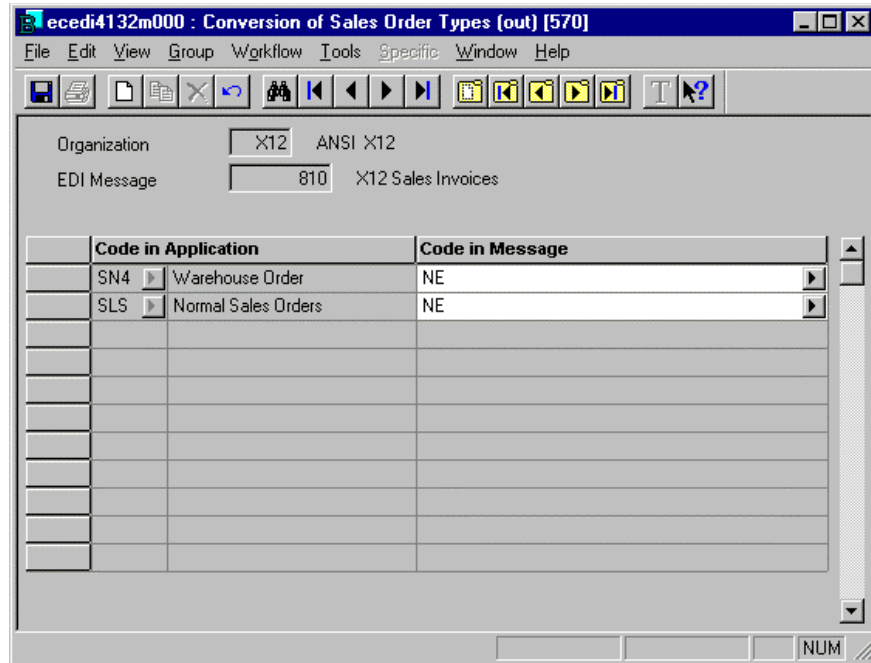 B ecedi4132m000 : Conversion of Sales Order Types (out) [570]
File Edit View Group Workflow Tools Specific Window Help
T ?
Organization X12 ANSI X12
EDI Message 810 X12 Sales Invoices
Code in Application Code in Message
SN4 Warehouse Order NE
SLS Normal Sales Orders NE
NUM